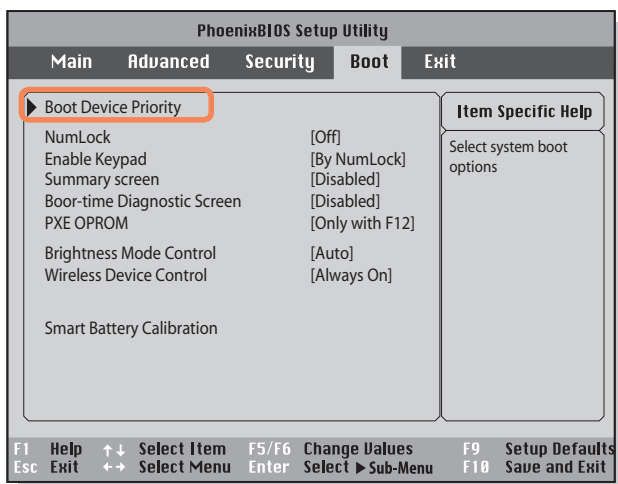 PhoenixBIOS Setup Utility
Main Advanced Security Boot Exit
Boot Device Priority
NumLock [Off]
Enable Keypad [By NumLock]
Summary screen [Disabled]
Boor-time Diagnostic Screen [Disabled]
PXE OPROM [Only with F12]
Brightness Mode Control [Auto]
Wireless Device Control [Always On]
Smart Battery Calibration
Item Specific Help
Select system boot
options
F1 Help ↑↓ Select Item F5/F6 Change Values F9 Setup Defaults
Esc Exit ←→ Select Menu Enter Select ▶ Sub-Menu F10 Save and Exit